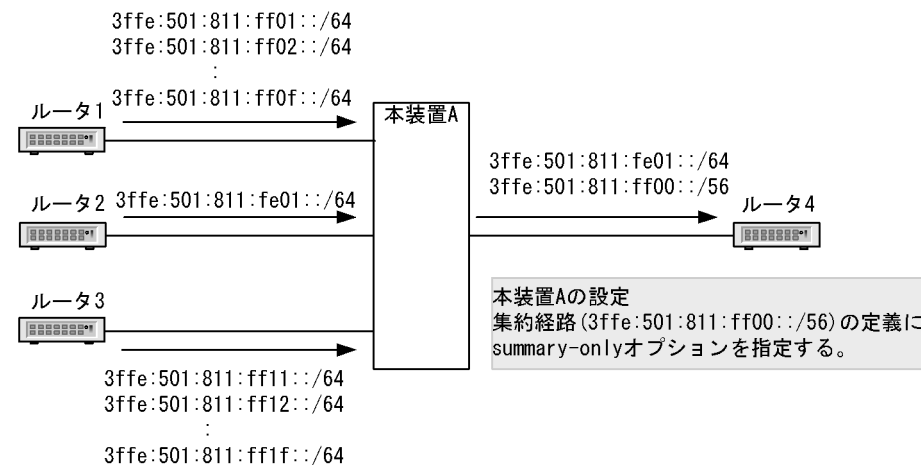 3ffe:501:811:ff01::/64
3ffe:501:811:ff02::/64
:
3ffe:501:811:ff0f::/64
ルータ1
本装置A
3ffe:501:811:fe01::/64
3ffe:501:811:ff00::/56
ルータ2
3ffe:501:811:fe01::/64
ルータ4
ルータ3
本装置Aの設定
集約経路(3ffe:501:811:ff00::/56)の定義に
summary-onlyオプションを指定する。
3ffe:501:811:ff11::/64
3ffe:501:811:ff12::/64
:
3ffe:501:811:ff1f::/64